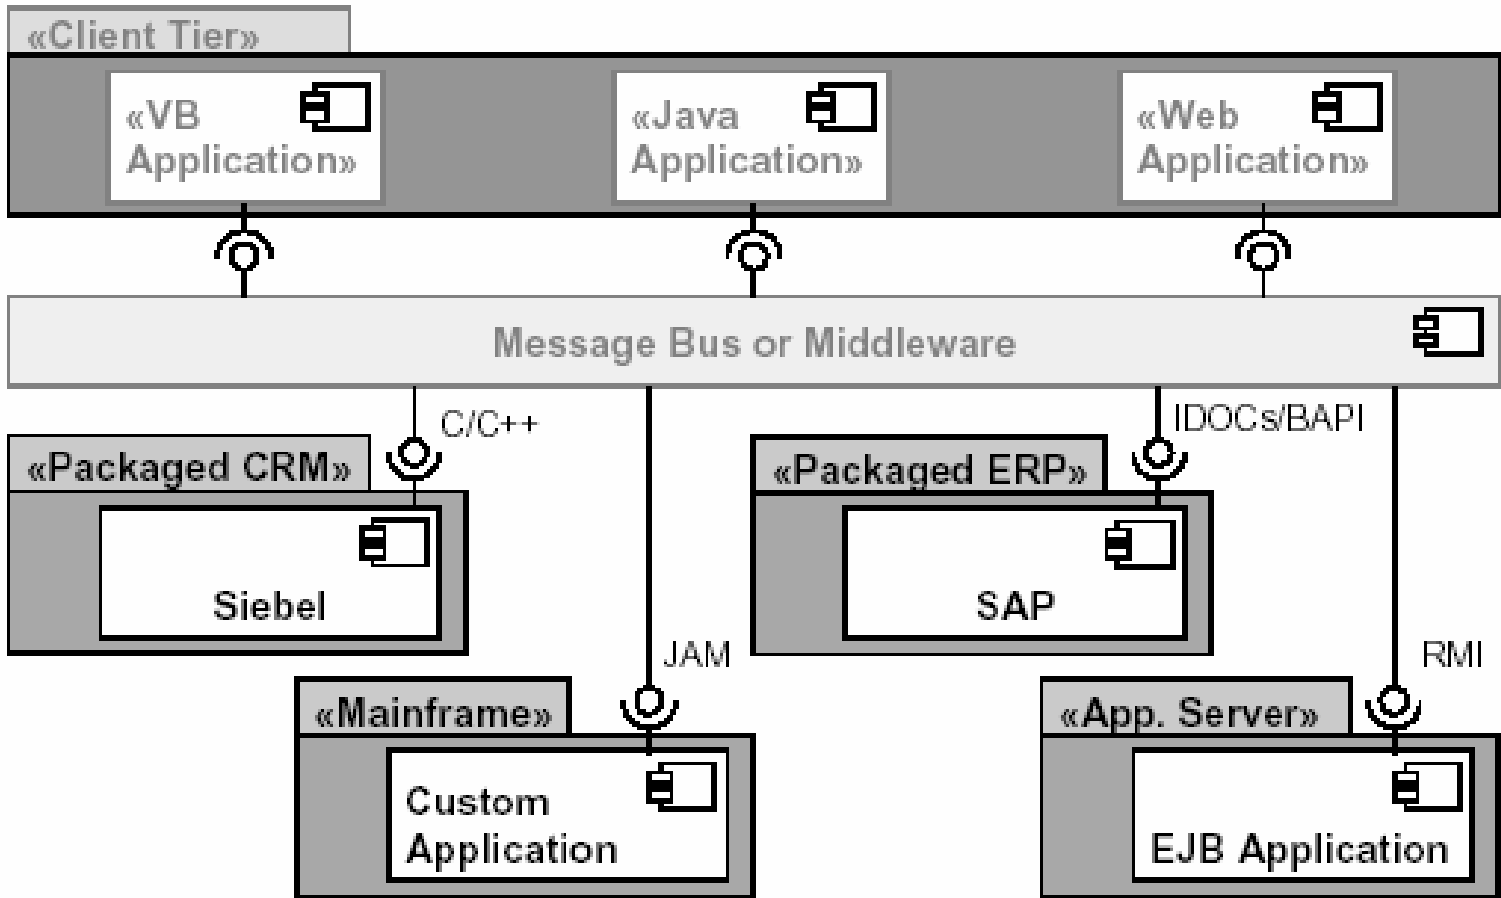 «Client Tier»
«VB
Application»
«Java
Application»
«Web
Application»
Message Bus or Middleware
C/C++
IDOCs/BAPI
«Packaged CRM»
«Packaged ERP»
Siebel
SAP
JAM
RMI
«Mainframe»
«App. Server»
Custom
Application
EJB Application